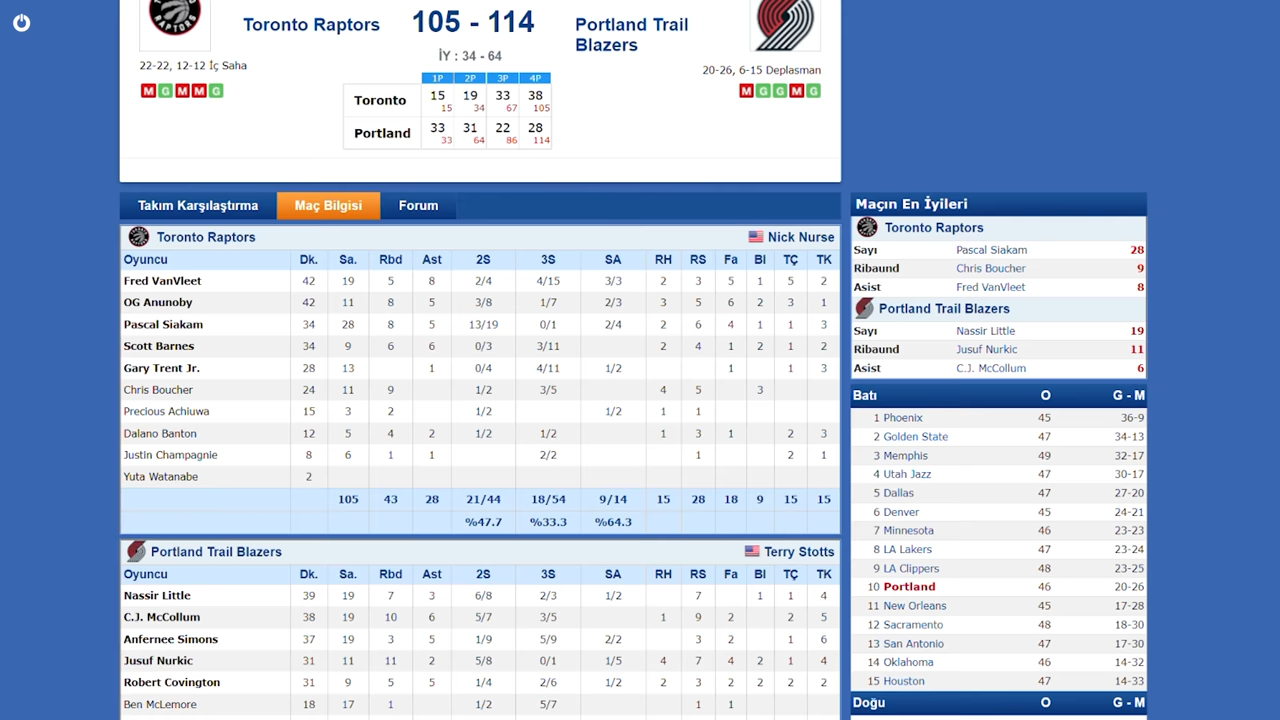 RAPTORS
Toronto Raptors 105 - 114 Portland Trail Blazers
İY : 34 - 64
22-22, 12-12 İç Saha
20-26, 6-15 Deplasman
M G M M G
M G G M G
1P 2P 3P 4P
Toronto 15 15 19 34 33 67 38 105
Portland 33 33 31 64 22 86 28 114
Takım Karşılaştırma Maç Bilgisi Forum
Toronto Raptors Nick Nurse
Oyuncu Dk. Sa. Rbd Ast 2S 3S SA RH RS Fa Bl TÇ TK
Fred VanVleet 42 19 5 8 2/4 4/15 3/3 2 3 5 1 5 2
OG Anunoby 42 11 8 5 3/8 1/7 2/3 3 5 6 2 3 1
Pascal Siakam 34 28 8 5 13/19 0/1 2/4 2 6 4 1 1 3
Scott Barnes 34 9 6 6 0/3 3/11 2 4 1 2 1 2
Gary Trent Jr. 28 13 1 0/4 4/11 1/2 1 1 3
Chris Boucher 24 11 9 1/2 3/5 4 5 3
Precious Achiuwa 15 3 2 1/2 1/2 1 1
Dalano Banton 12 5 4 2 1/2 1/2 1 3 1 2 3
Justin Champagnie 8 6 1 1 2/2 1 2 1
Yuta Watanabe 2
105 43 28 21/44 18/54 9/14 15 28 18 9 15 15
%47.7 %33.3 %64.3
Portland Trail Blazers Terry Stotts
Oyuncu Dk. Sa. Rbd Ast 2S 3S SA RH RS Fa Bl TÇ TK
Nassir Little 39 19 7 3 6/8 2/3 1/2 7 1 1 4
C.J. McCollum 38 19 10 6 5/7 3/5 1 9 2 2 5
Anfernee Simons 37 19 3 5 1/9 5/9 2/2 3 2 1 6
Jusuf Nurkic 31 11 11 2 5/8 0/1 1/5 4 7 4 2 1 4
Robert Covington 31 9 5 5 1/4 2/6 1/2 2 3 2 2 2 2
Ben McLemore 18 17 1 1/2 5/7 1 1
Maçın En İyileri
Toronto Raptors
Sayı Pascal Siakam 28
Ribaund Chris Boucher 9
Asist Fred VanVleet 8
Portland Trail Blazers
Sayı Nassir Little 19
Ribaund Jusuf Nurkic 11
Asist C.J. McCollum 6
Batı O G - M
1 Phoenix 45 36-9
2 Golden State 47 34-13
3 Memphis 49 32-17
4 Utah Jazz 47 30-17
5 Dallas 47 27-20
6 Denver 45 24-21
7 Minnesota 46 23-23
8 LA Lakers 47 23-24
9 LA Clippers 48 23-25
10 Portland 46 20-26
11 New Orleans 45 17-28
12 Sacramento 48 18-30
13 San Antonio 47 17-30
14 Oklahoma 46 14-32
15 Houston 47 14-33
Doğu O G - M